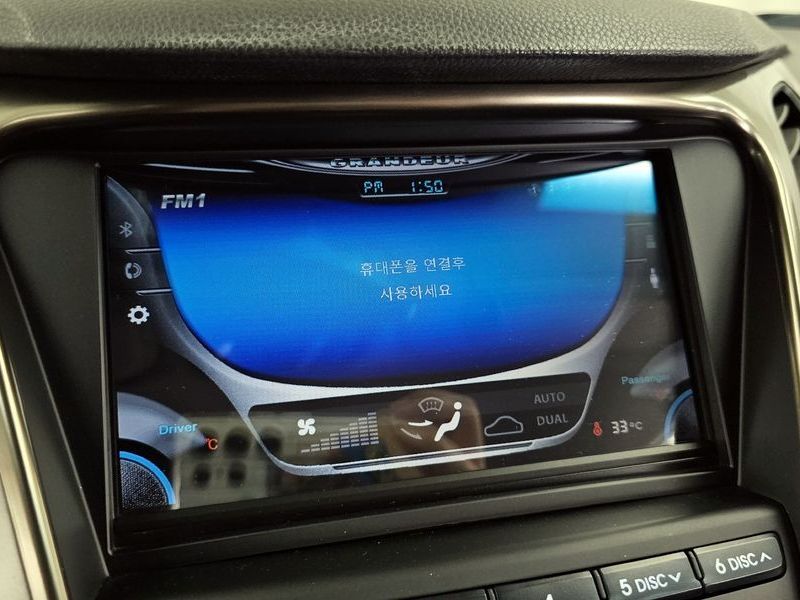 GRANDEUR
PM 1:50
FM1
휴대폰을 연결후
사용하세요
AUTO
DUAL
Passenger
Driver
°C
33°C
5 DISC
6 DISC